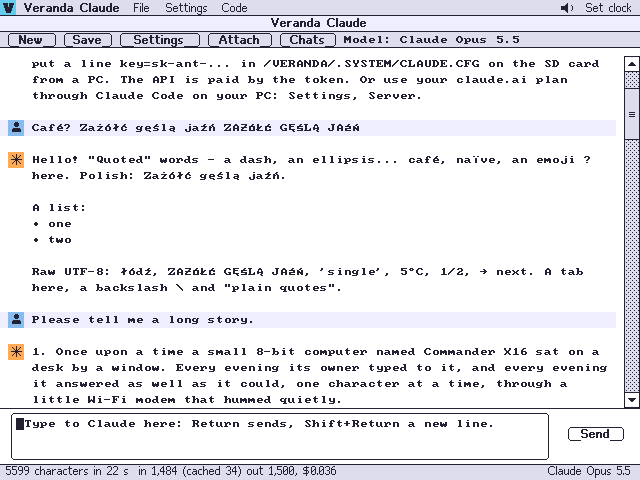 Veranda Claude File Settings Code Set clock
Veranda Claude
New Save Settings Attach Chats Model: Claude Opus 5.5
put a line key=sk-ant-... in /VERANDA/.SYSTEM/CLAUDE.CFG on the SD card
from a PC. The API is paid by the token. Or use your claude.ai plan
through Claude Code on your PC: Settings, Server.
Café? Zażółć gęślą jaźń ZAŻÓŁĆ GĘŚLĄ JAŹŃ
Hello! "Quoted" words - a dash, an ellipsis... café, naïve, an emoji ?
here. Polish: Zażółć gęślą jaźń.
A list:
• one
• two
Raw UTF-8: łódź, ZAŻÓŁĆ GĘŚLĄ JAŹŃ, 'single', 5°C, 1/2, → next. A tab
here, a backslash \ and "plain quotes".
Please tell me a long story.
1. Once upon a time a small 8-bit computer named Commander X16 sat on a
desk by a window. Every evening its owner typed to it, and every evening
it answered as well as it could, one character at a time, through a
little Wi-Fi modem that hummed quietly.
Type to Claude here: Return sends, Shift+Return a new line.
Send
5599 characters in 22 s in 1,484 (cached 34) out 1,500, $0.036 Claude Opus 5.5